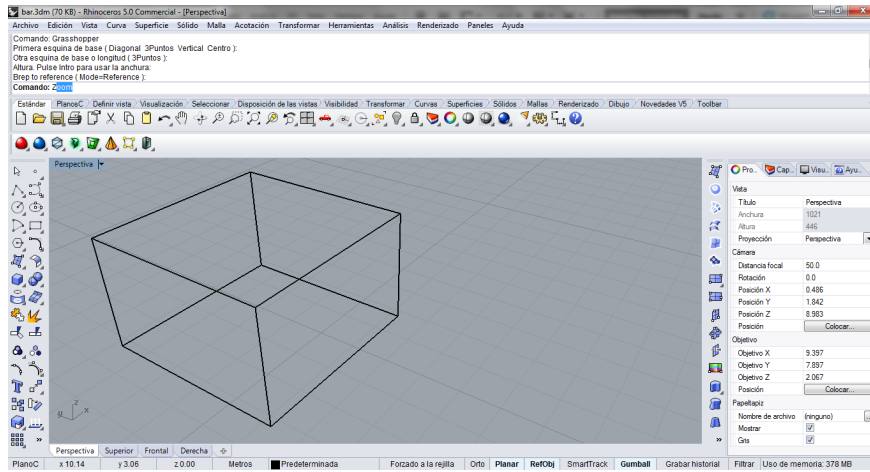 bar.3dm (70 KB) - Rhinoceros 5.0 Commercial - [Perspectiva]
Archivo Edición Vista Curva Superficie Sólido Malla Acotación Transformar Herramientas Análisis Renderizado Paneles Ayuda
Comando: Grasshopper
Primera esquina de base ( Diagonal 3Puntos Vertical Centro ):
Otra esquina de base o longitud ( 3Puntos ):
Altura. Pulse Intro para usar la anchura:
Brep to reference ( Mode=Reference ):
Comando: Zoom
Estándar PlanosC Definir vista Visualización Seleccionar Disposición de las vistas Visibilidad Transformar Curvas Superficies Sólidos Mallas Renderizado Dibujo Novedades V5 Toolbar
Perspectiva
Pro... Cap... Visu... Ayu...
Vista
Título Perspectiva
Anchura 1021
Altura 446
Proyección Perspectiva
Cámara
Distancia focal 50.0
Rotación 0.0
Posición X 0.486
Posición Y 1.842
Posición Z 8.983
Posición Colocar...
Objetivo
Objetivo X 9.397
Objetivo Y 7.897
Objetivo Z 2.067
Posición Colocar...
Papeltapiz
Nombre de archivo (ninguno)
Mostrar
Gris
z
y x
Perspectiva Superior Frontal Derecha
PlanoC x 10.14 y 3.06 z 0.00 Metros Predeterminada Forzado a la rejilla Orto Planar RefObj SmartTrack Gumball Grabar historial Filtrar Uso de memoria: 378 MB